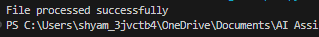 File processed successfully
PS C:\Users\shyam_3jvctb4\OneDrive\Documents\AI Assi